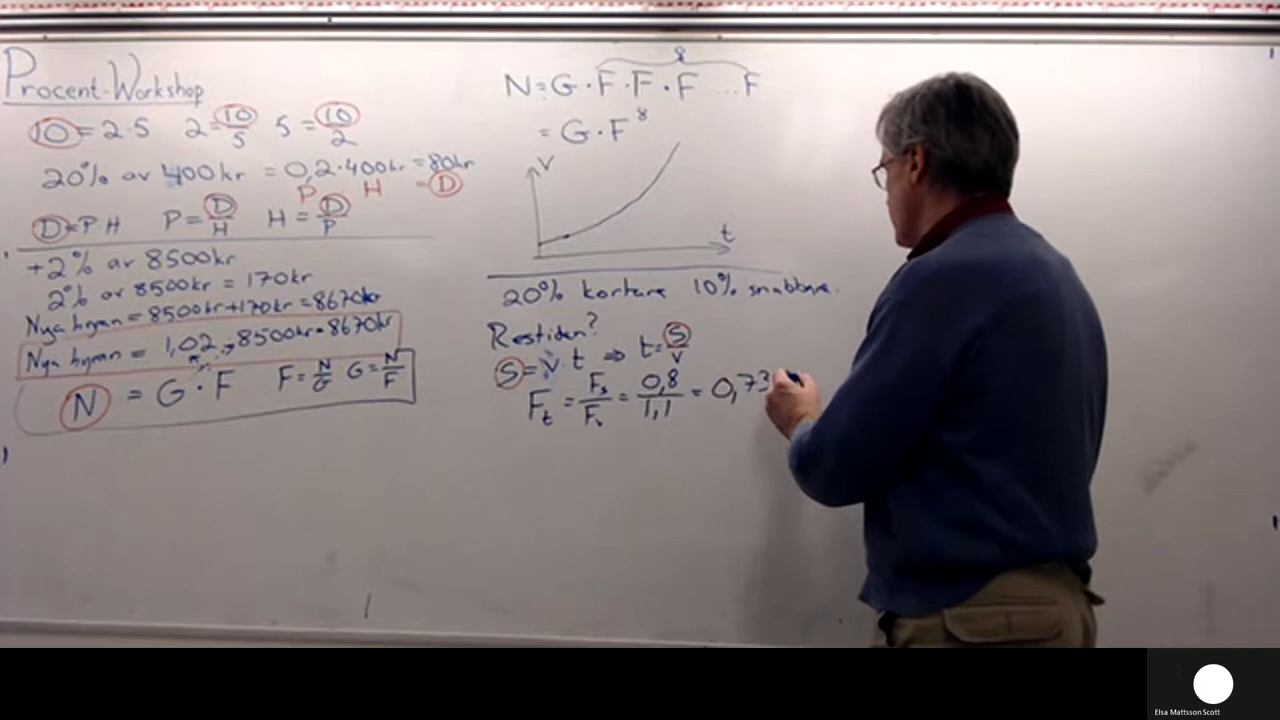 Procent-Workshop
10 = 2·5 2 = 10/5 5 = 10/2
20% av 400kr = 0,2·400kr = 80kr
P H = D
D = P·H P = D/H H = D/P
+2% av 8500kr
2% av 8500kr = 170kr
Nya hyran = 8500kr+170kr = 8670kr
Nya hyran = 1,02 · 8500kr = 8670kr
N = G · F F = N/G G = N/F
8
N = G · F · F · F .... F
= G · F^8
V
t
20% kortare 10% snabbare.
Restiden?
S = v · t ⇒ t = S/v
F_t = F_s/F_v = 0,8/1,1 = 0,73
Elsa Mattsson Scott